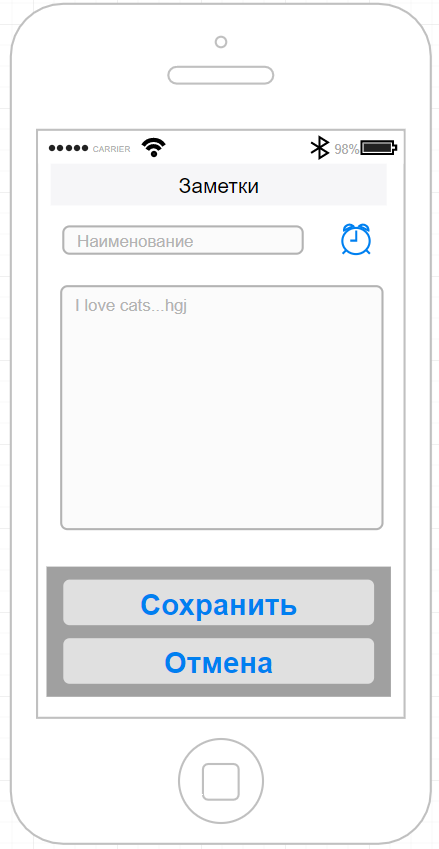 CARRIER 98%
Заметки
Наименование
I love cats...hgj
Сохранить
Отмена